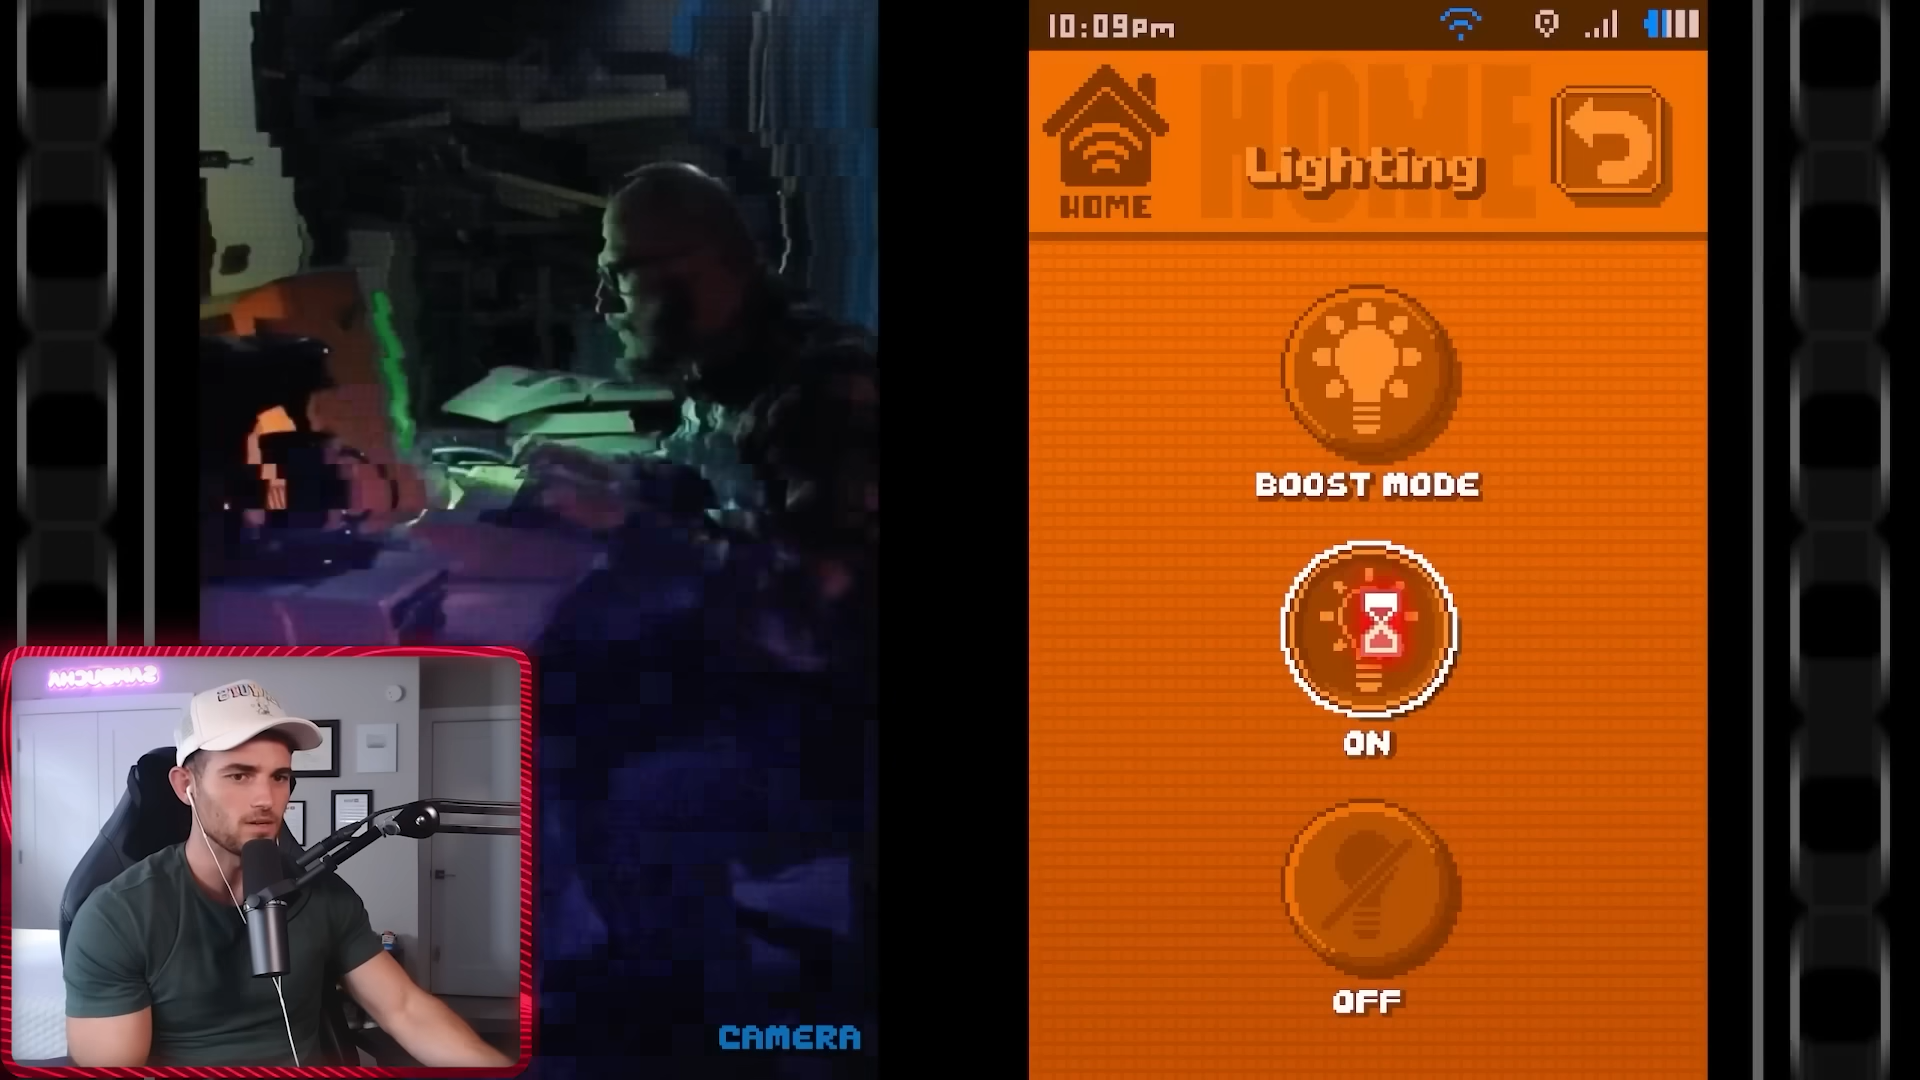 10:09pm
HOME
Lighting
HOME
BOOST MODE
ON
OFF
CAMERA